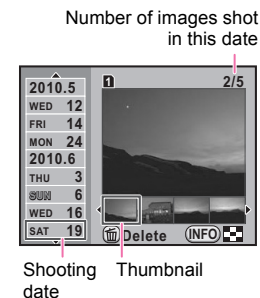 Number of images shot
in this date
2010.5
WED 12
FRI 14
MON 24
2010.6
THU 3
SUN 6
WED 16
SAT 19
1
2/5
Delete
INFO
Shooting
date
Thumbnail